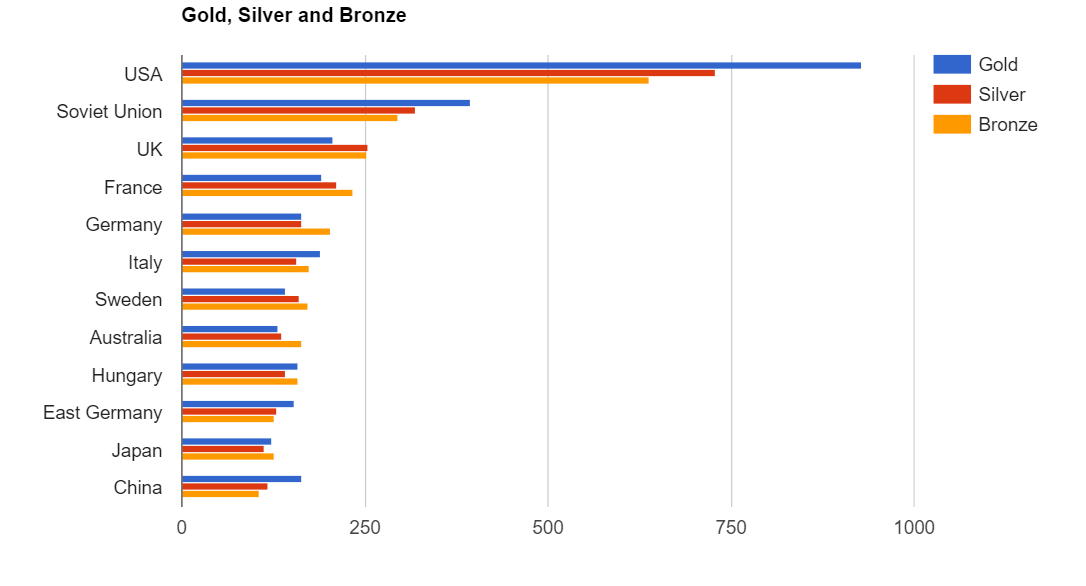 Gold, Silver and Bronze
USA
Soviet Union
UK
France
Germany
Italy
Sweden
Australia
Hungary
East Germany
Japan
China
0 250 500 750 1000
Gold
Silver
Bronze